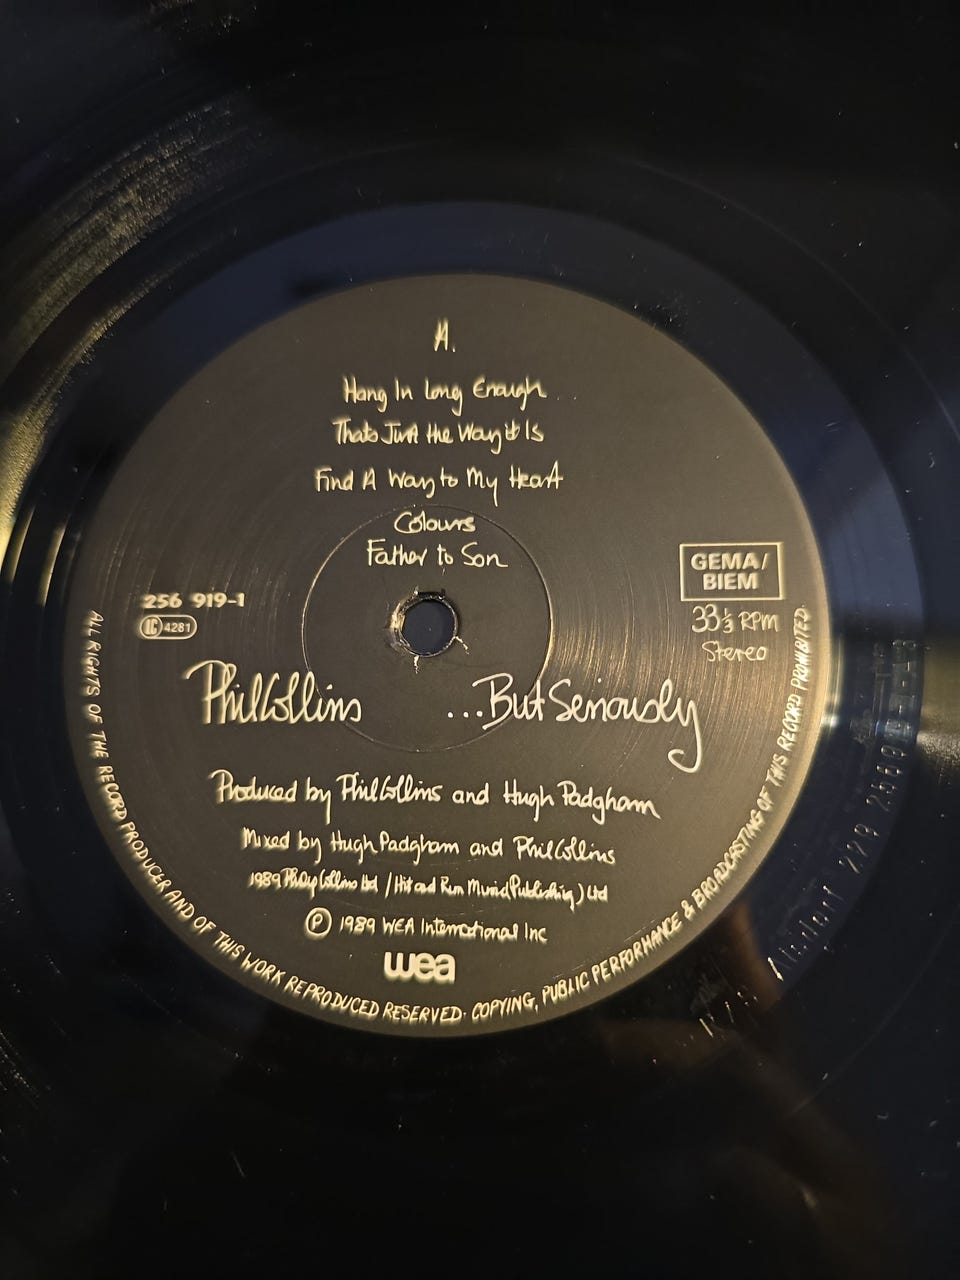 A.
Hang In Long Enough
Thats Just the Way it Is
Find A Way to My Heart
Colours
Father to Son
GEMA/
BIEM
256 919-1
LC 4281
33⅓ RPM
Stereo
Phil Collins ...But Seriously
Produced by Phil Collins and Hugh Padgham
Mixed by Hugh Padgham and Phil Collins
1989 Philip Collins Ltd / Hit and Run Music (Publishing) Ltd
Ⓟ 1989 WEA International Inc
wea
ALL RIGHTS OF THE RECORD PRODUCER AND OF THIS WORK REPRODUCED RESERVED. COPYING, PUBLIC PERFORMANCE & BROADCASTING OF THIS RECORD PROHIBITED.